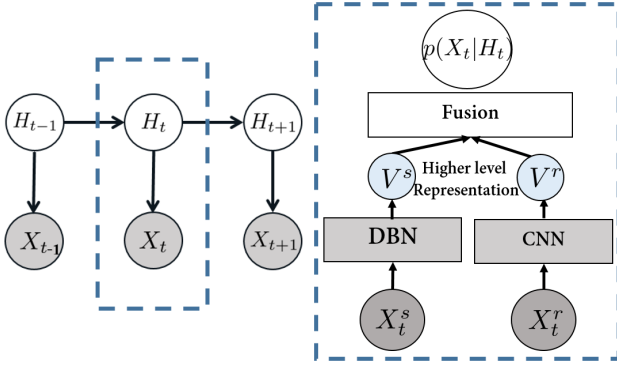 H_{t-1}
H_t
H_{t+1}
X_{t-1}
X_t
X_{t+1}
p(X_t|H_t)
Fusion
V^s
Higher level
Representation
V^r
DBN
CNN
X_t^s
X_t^r